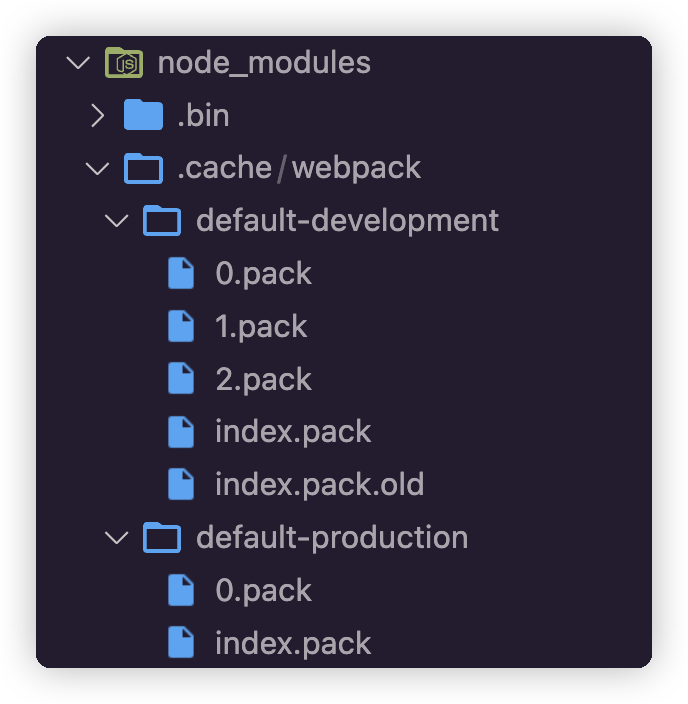 JS node_modules
.bin
.cache/webpack
default-development
0.pack
1.pack
2.pack
index.pack
index.pack.old
default-production
0.pack
index.pack